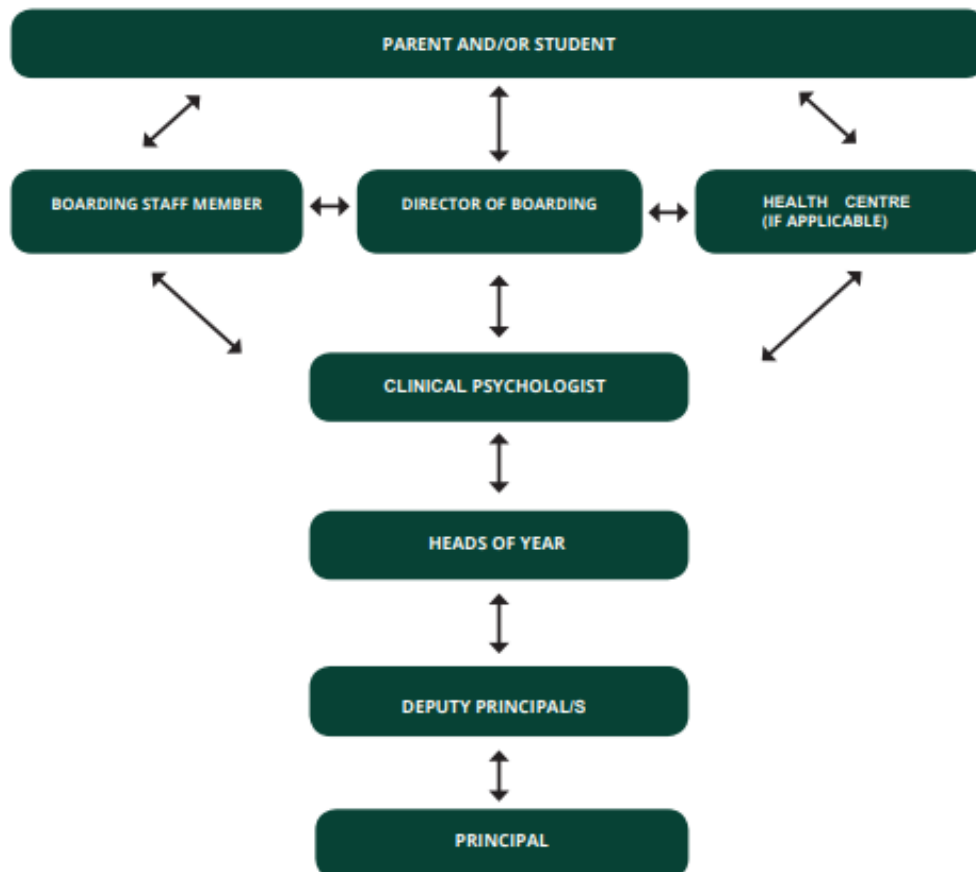 PARENT AND/OR STUDENT
BOARDING STAFF MEMBER
DIRECTOR OF BOARDING
HEALTH CENTRE
(IF APPLICABLE)
CLINICAL PSYCHOLOGIST
HEADS OF YEAR
DEPUTY PRINCIPAL/S
PRINCIPAL